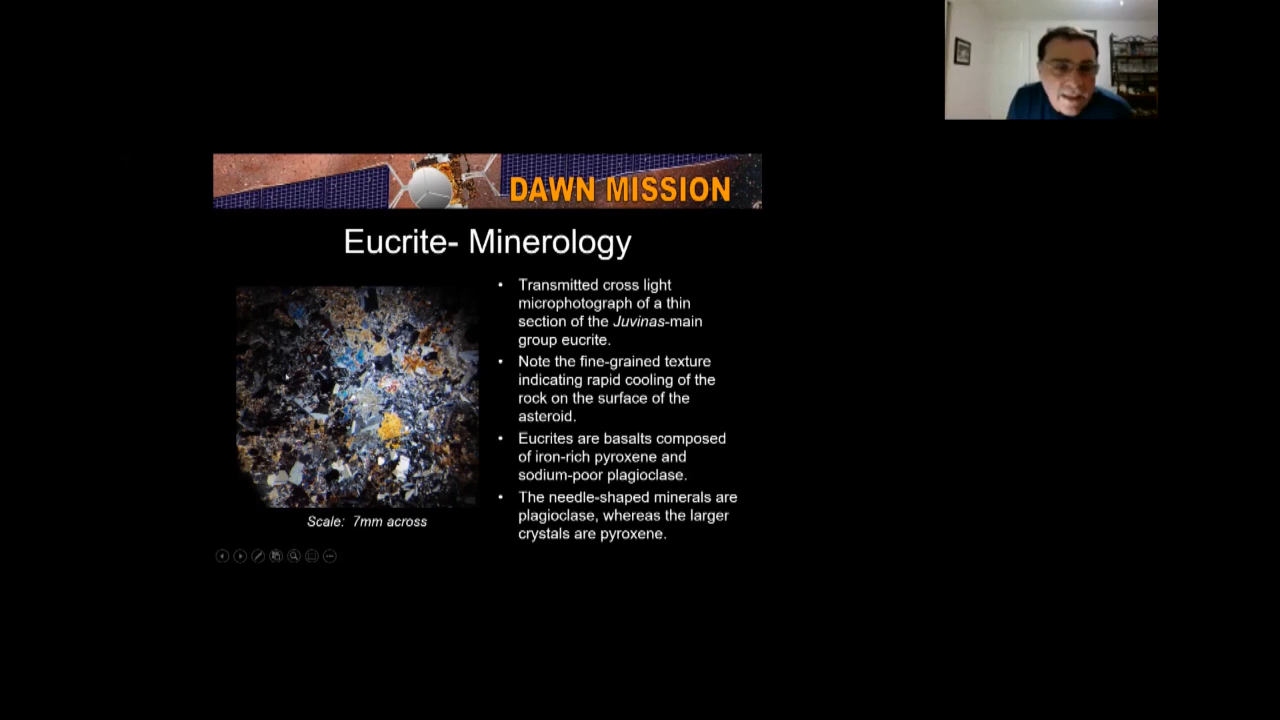 DAWN MISSION
Eucrite- Minerology
• Transmitted cross light
microphotograph of a thin
section of the Juvinas-main
group eucrite.
• Note the fine-grained texture
indicating rapid cooling of the
rock on the surface of the
asteroid.
• Eucrites are basalts composed
of iron-rich pyroxene and
sodium-poor plagioclase.
• The needle-shaped minerals are
plagioclase, whereas the larger
crystals are pyroxene.
Scale: 7mm across